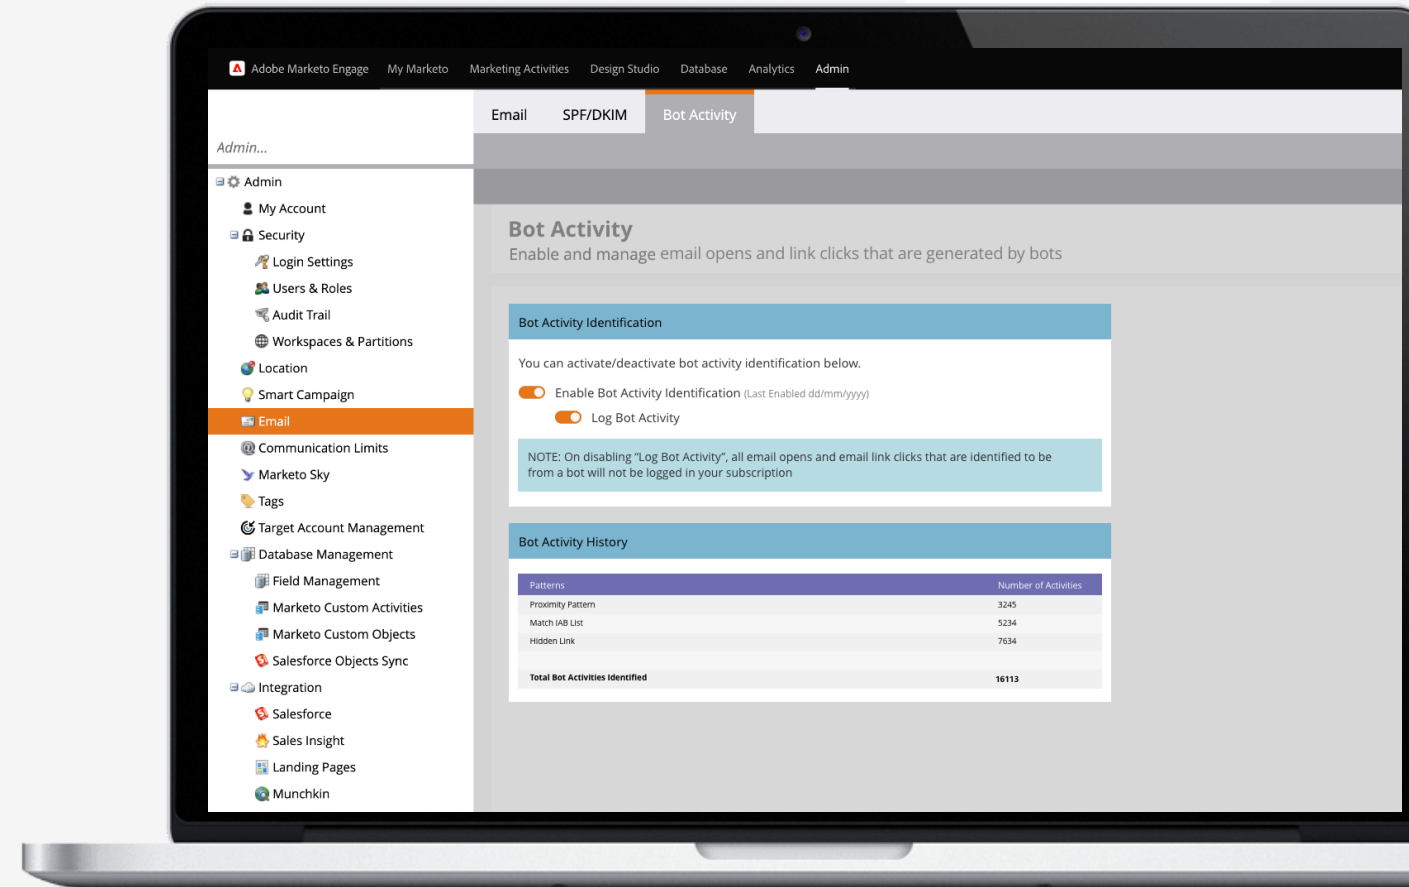 Adobe Marketo Engage My Marketo Marketing Activities Design Studio Database Analytics Admin
Email SPF/DKIM Bot Activity
Admin...
Admin
My Account
Security
Login Settings
Users & Roles
Audit Trail
Workspaces & Partitions
Location
Smart Campaign
Email
Communication Limits
Marketo Sky
Tags
Target Account Management
Database Management
Field Management
Marketo Custom Activities
Marketo Custom Objects
Salesforce Objects Sync
Integration
Salesforce
Sales Insight
Landing Pages
Munchkin
Bot Activity
Enable and manage email opens and link clicks that are generated by bots
Bot Activity Identification
You can activate/deactivate bot activity identification below.
Enable Bot Activity Identification (Last Enabled dd/mm/yyyy)
Log Bot Activity
NOTE: On disabling “Log Bot Activity”, all email opens and email link clicks that are identified to be
from a bot will not be logged in your subscription
Bot Activity History
Patterns Number of Activities
Proximity Pattern 3245
Match IAB List 5234
Hidden Link 7634
Total Bot Activities Identified 16113